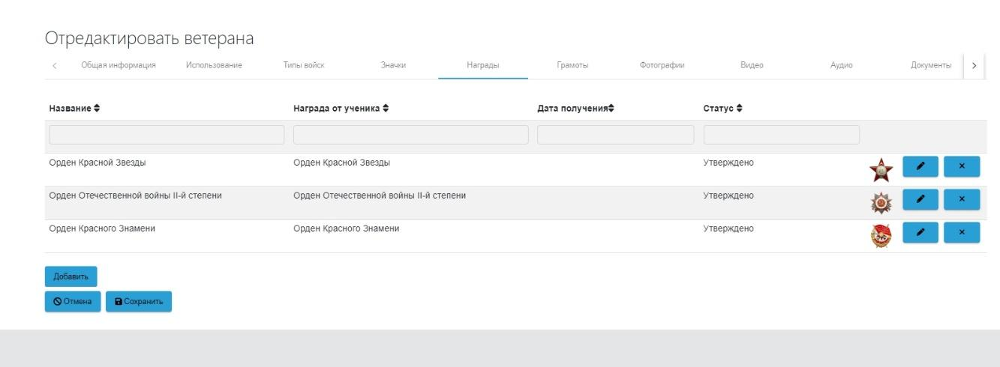 Отредактировать ветерана
Общая информация Использование Типы войск Значки Награды Грамоты Фотографии Видео Аудио Документы
Название Награда от ученика Дата получения Статус
Орден Красной Звезды Орден Красной Звезды Утверждено
Орден Отечественной войны II-й степени Орден Отечественной войны II-й степени Утверждено
Орден Красного Знамени Орден Красного Знамени Утверждено
Добавить
Отмена Сохранить